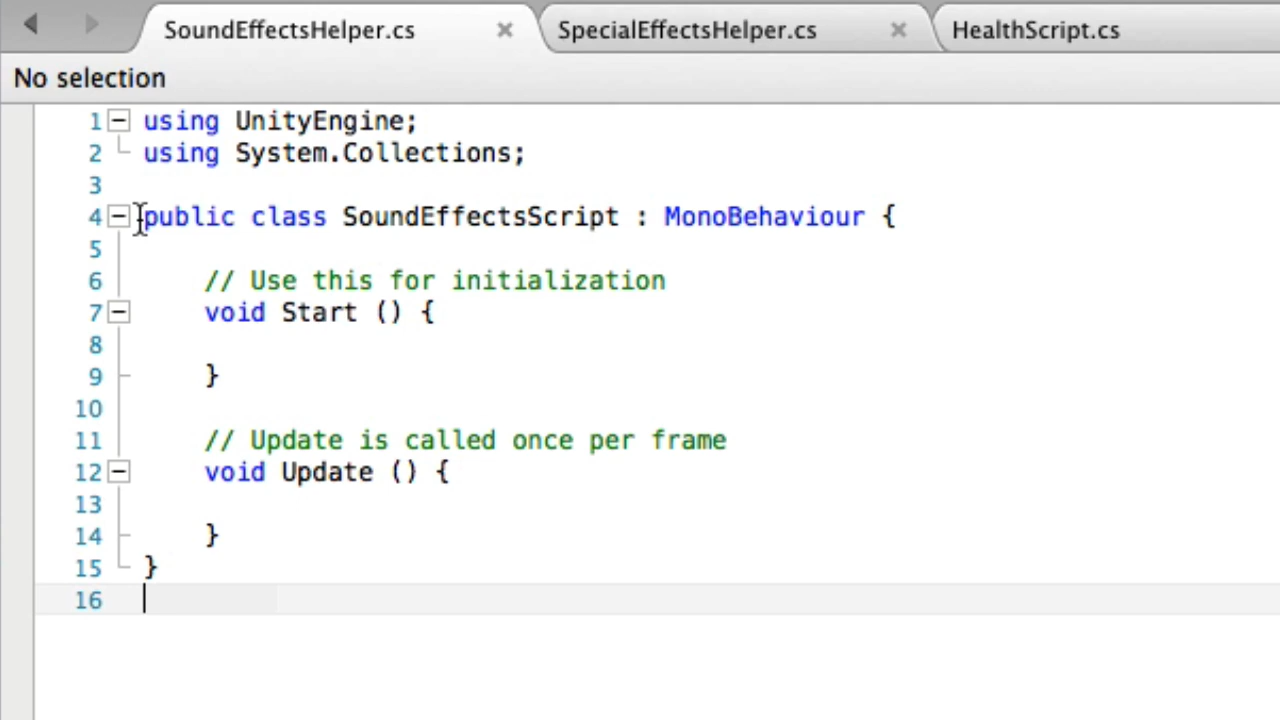 SoundEffectsHelper.cs × SpecialEffectsHelper.cs × HealthScript.cs
No selection
1 using UnityEngine;
2 using System.Collections;
3
4 public class SoundEffectsScript : MonoBehaviour {
5
6 // Use this for initialization
7 void Start () {
8
9 }
10
11 // Update is called once per frame
12 void Update () {
13
14 }
15 }
16